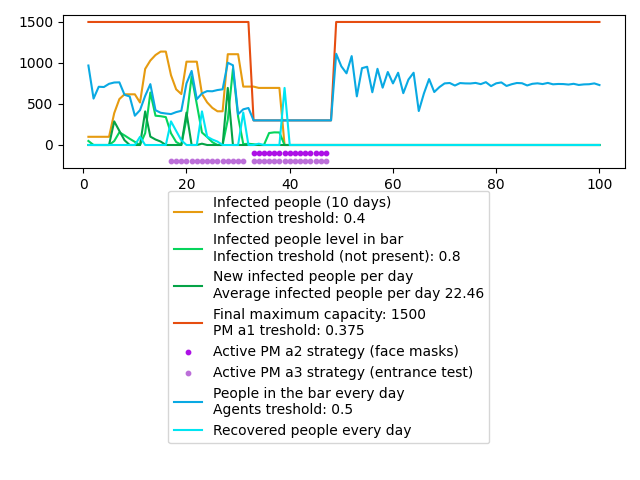 1500
1000
500
0
0 20 40 60 80 100
Infected people (10 days)
Infection treshold: 0.4
Infected people level in bar
Infection treshold (not present): 0.8
New infected people per day
Average infected people per day 22.46
Final maximum capacity: 1500
PM a1 treshold: 0.375
Active PM a2 strategy (face masks)
Active PM a3 strategy (entrance test)
People in the bar every day
Agents treshold: 0.5
Recovered people every day